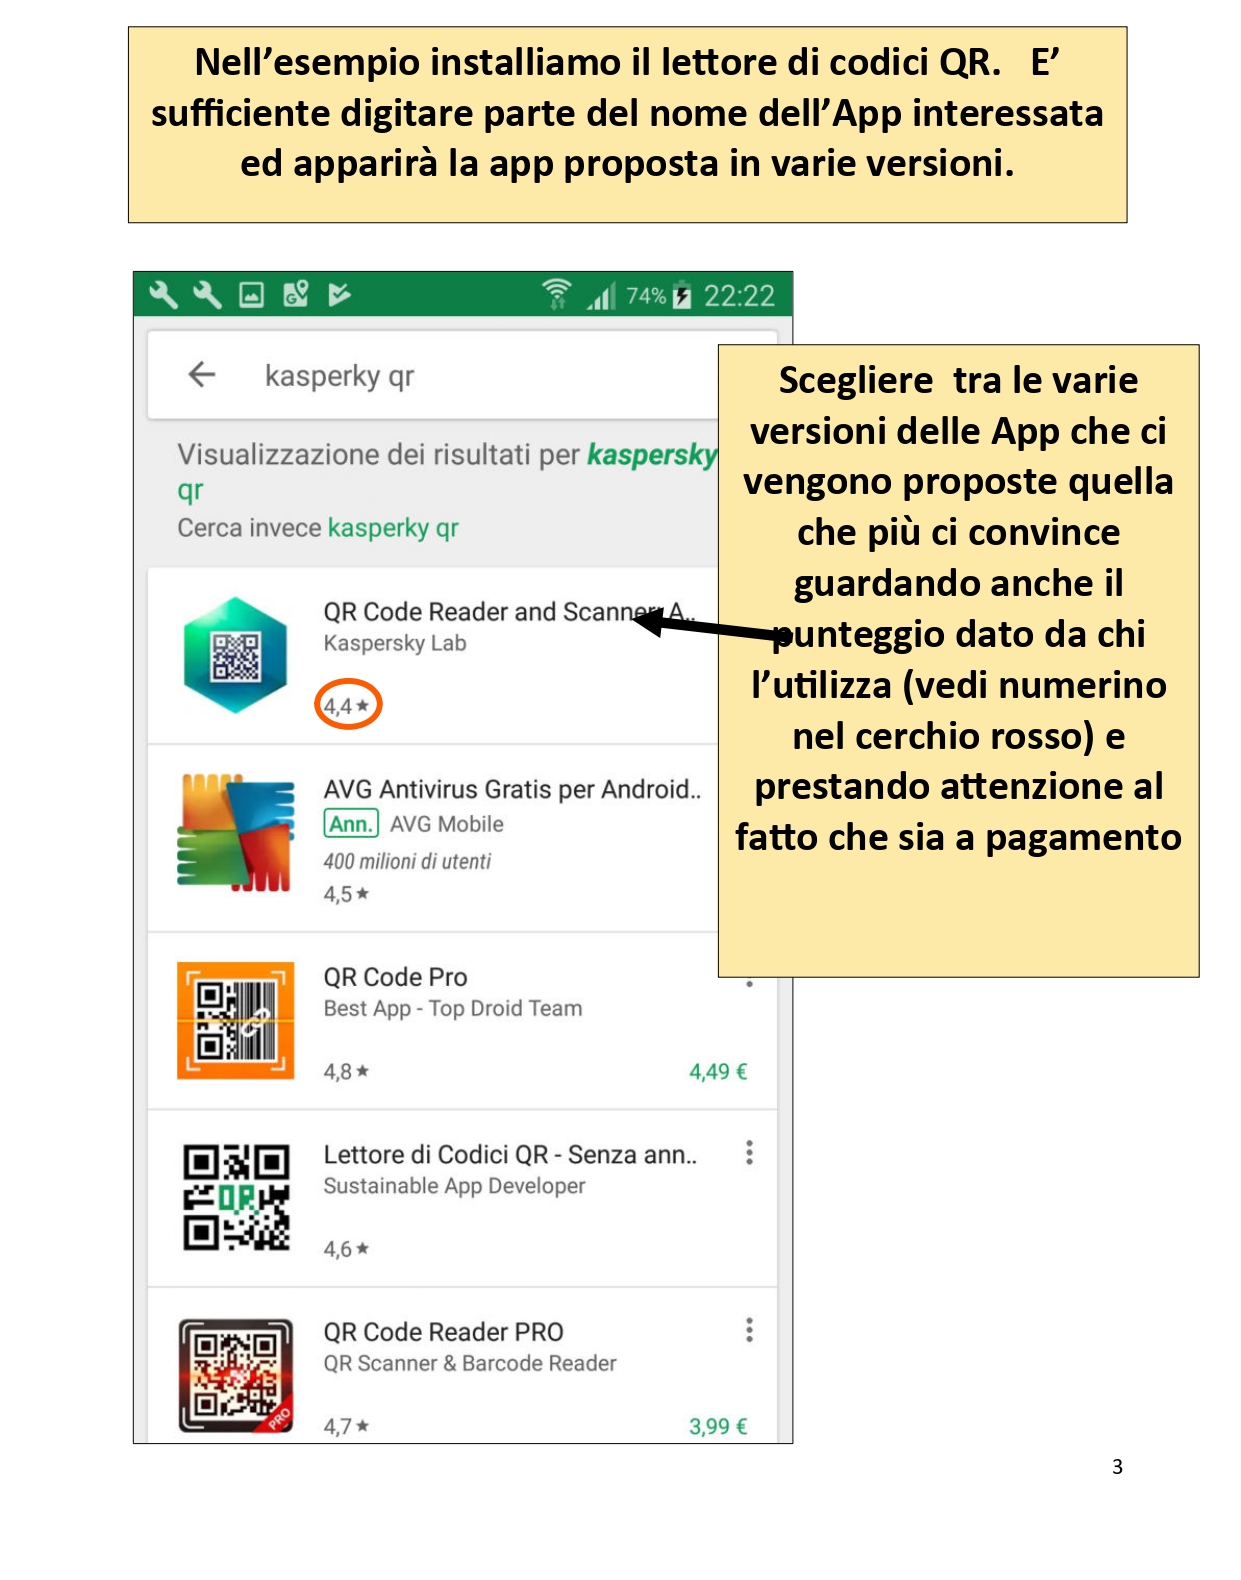 Nell’esempio installiamo il lettore di codici QR.   E’
sufficiente digitare parte del nome dell’App interessata
ed apparirà la app proposta in varie versioni.
74% 22:22
kasperky qr
Visualizzazione dei risultati per kaspersky
qr
Cerca invece kasperky qr
QR Code Reader and Scanner: A..
Kaspersky Lab
4,4★
AVG Antivirus Gratis per Android..
Ann. AVG Mobile
400 milioni di utenti
4,5★
QR Code Pro
Best App - Top Droid Team
4,8★ 4,49 €
QR
Lettore di Codici QR - Senza ann..
Sustainable App Developer
4,6★
PRO
QR Code Reader PRO
QR Scanner & Barcode Reader
4,7★ 3,99 €
Scegliere  tra le varie
versioni delle App che ci
vengono proposte quella
che più ci convince
guardando anche il
punteggio dato da chi
l’utilizza (vedi numerino
nel cerchio rosso) e
prestando attenzione al
fatto che sia a pagamento
3